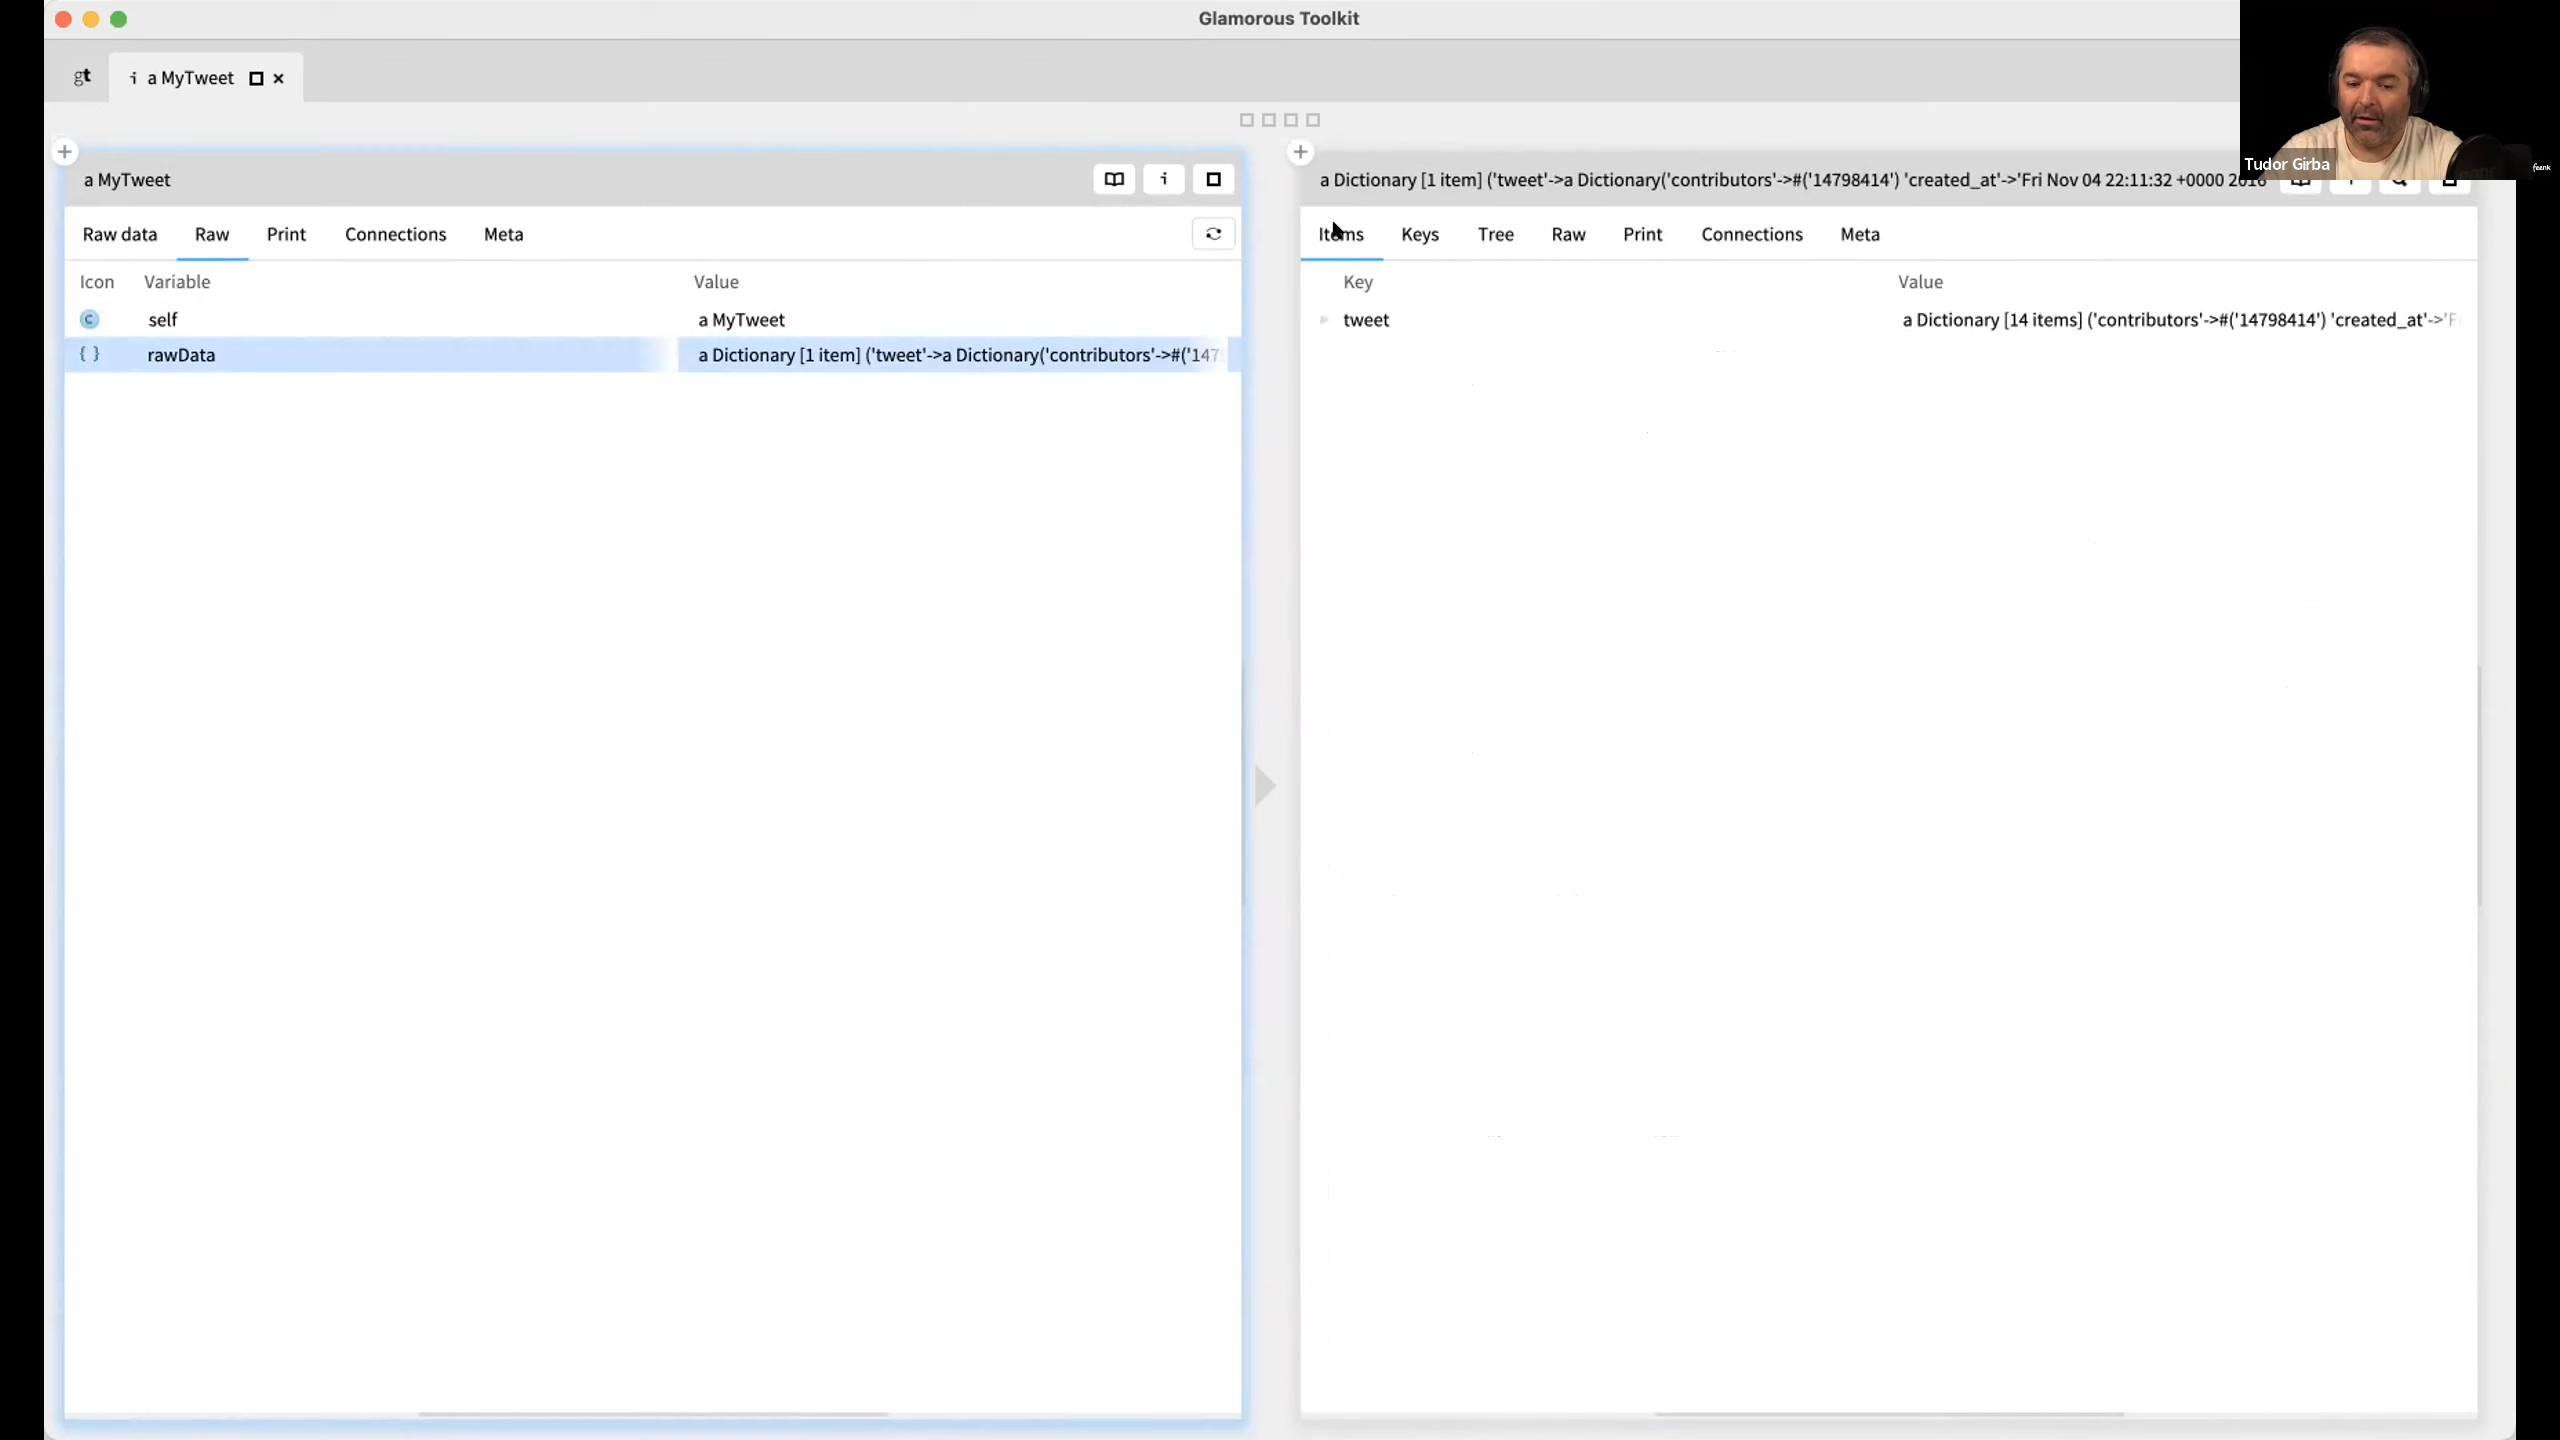 Glamorous Toolkit
gt
i a MyTweet
a MyTweet
i
Raw data Raw Print Connections Meta
Icon Variable Value
C self a MyTweet
{ } rawData a Dictionary [1 item] ('tweet'->a Dictionary('contributors'->#('147
a Dictionary [1 item] ('tweet'->a Dictionary('contributors'->#('14798414') 'created_at'->'Fri Nov 04 22:11:32 +0000 2016
Items Keys Tree Raw Print Connections Meta
Key Value
tweet a Dictionary [14 items] ('contributors'->#('14798414') 'created_at'->'F
Tudor Girba
feenk